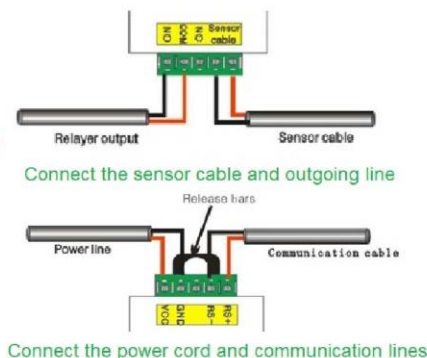 NO COM NC Sensor cable
Relayer output
Sensor cable
Connect the sensor cable and outgoing line
Release bars
Power line
Communication cable
VCC GND RS- RS+
Connect the power cord and communication lines